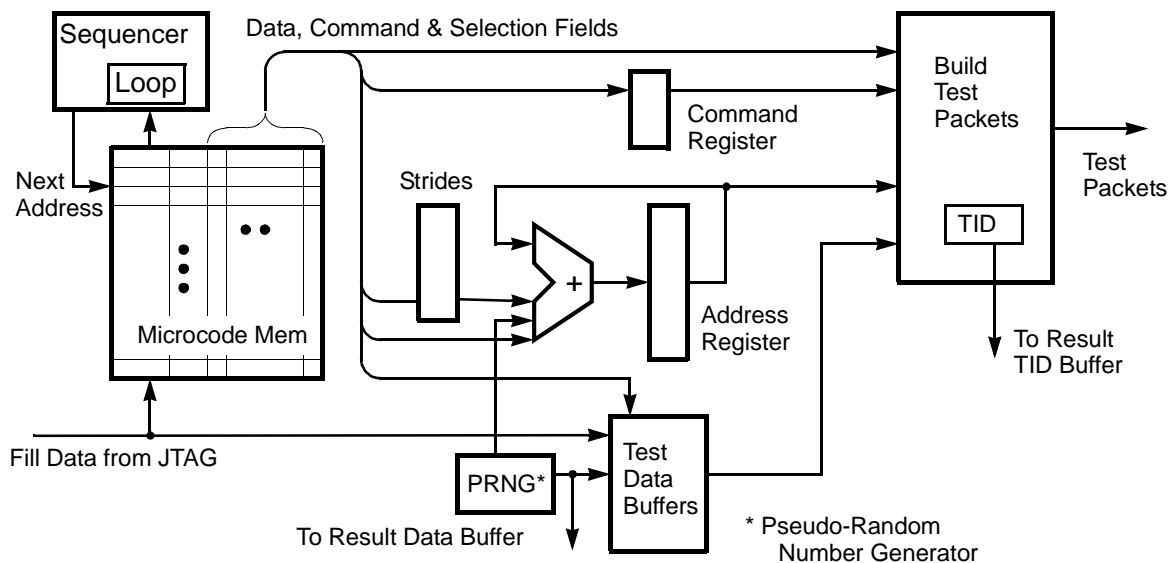 Sequencer
Loop
Data, Command & Selection Fields
Build
Test
Packets
Command
Register
Test
Packets
Next
Address
Strides
TID
+
Microcode Mem
Address
Register
To Result
TID Buffer
Fill Data from JTAG
PRNG*
Test
Data
Buffers
To Result Data Buffer
* Pseudo-Random
Number Generator